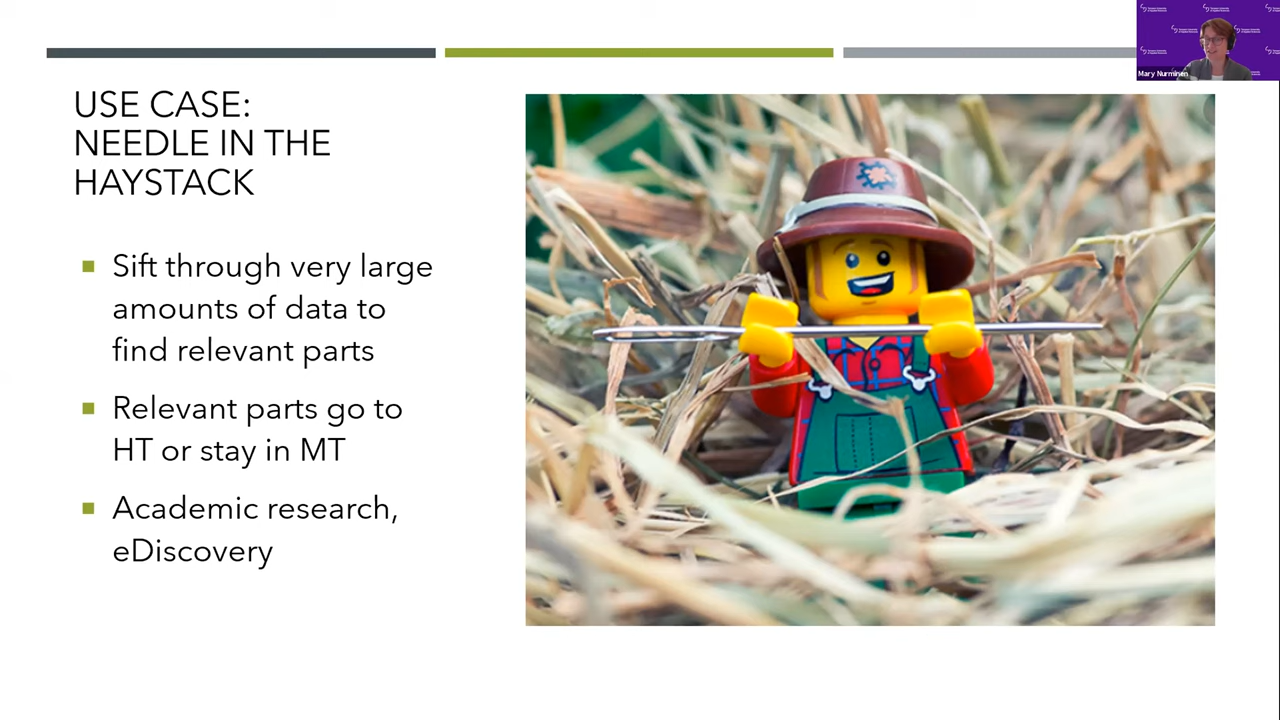 USE CASE:
NEEDLE IN THE
HAYSTACK
Sift through very large
amounts of data to
find relevant parts
Relevant parts go to
HT or stay in MT
Academic research,
eDiscovery
Mary Nurminen